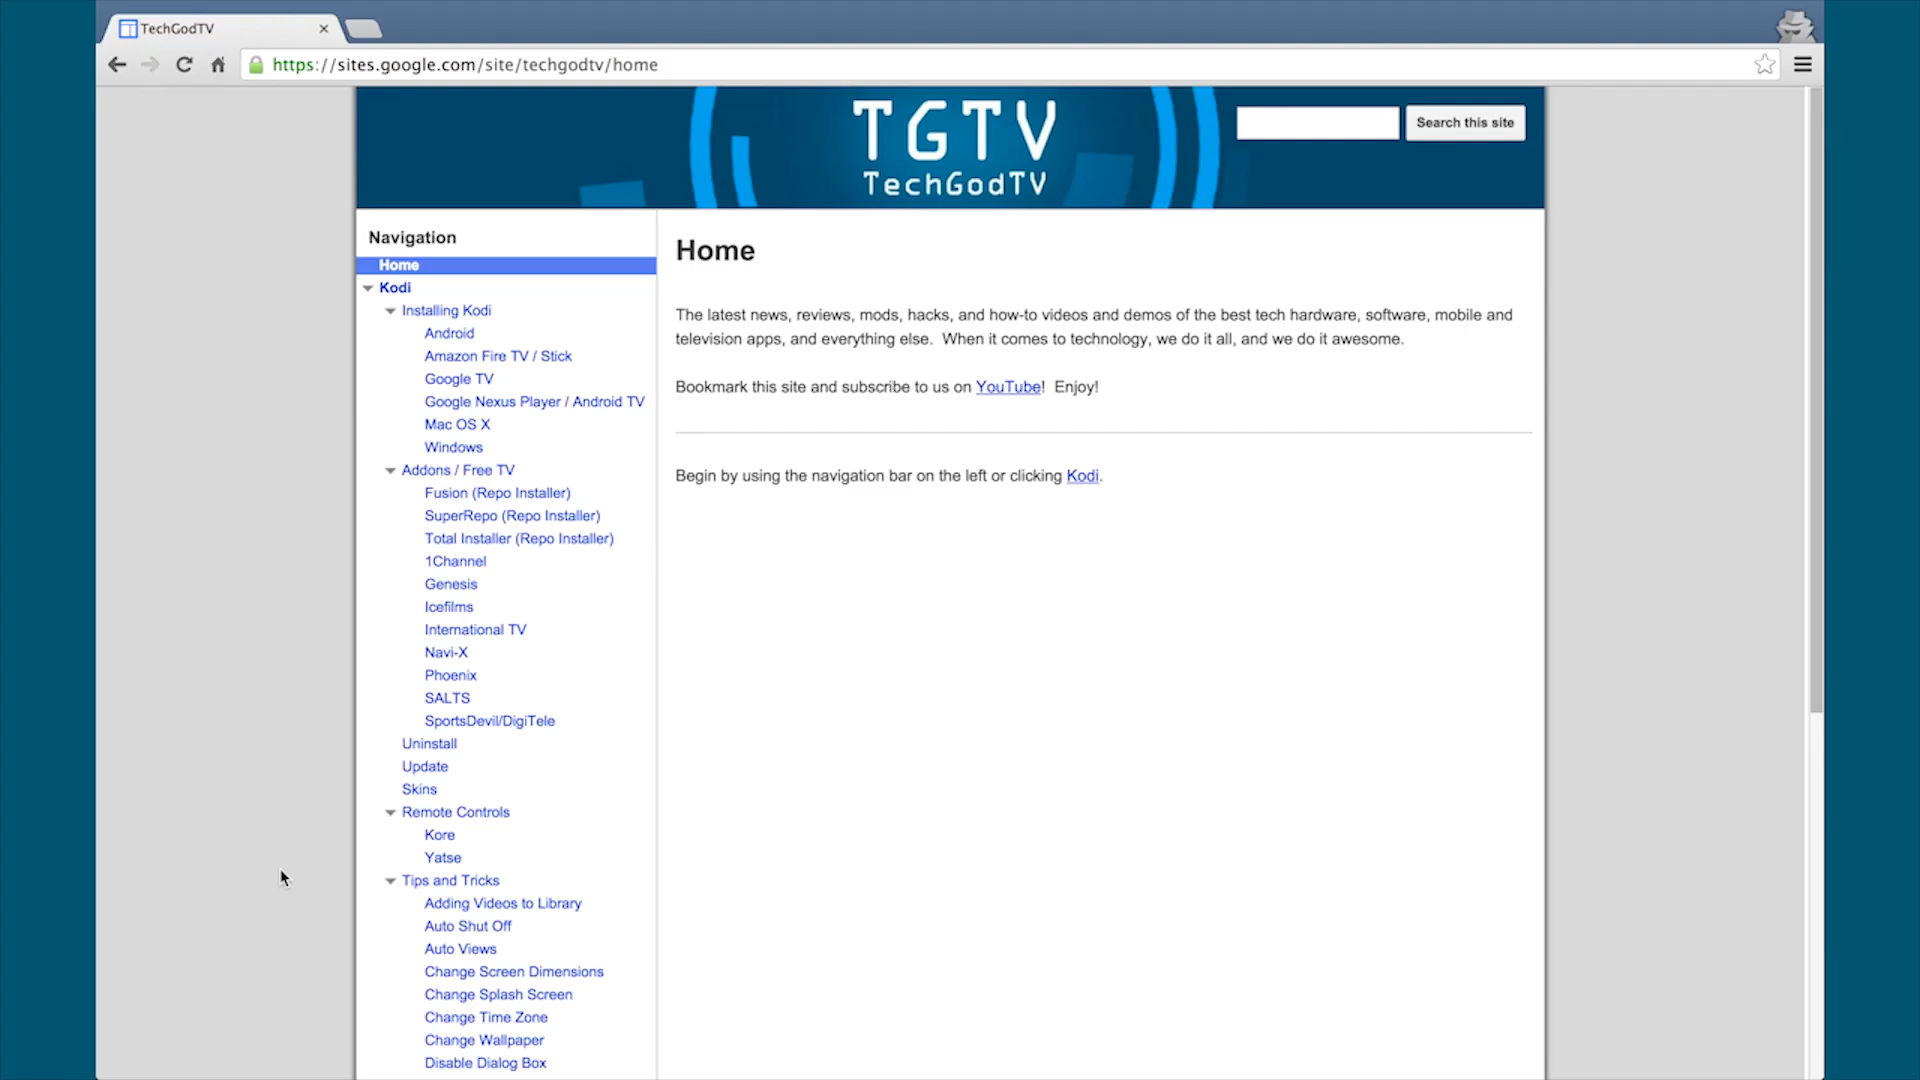 TechGodTV
https://sites.google.com/site/techgodtv/home
TGTV
TechGodTV
Search this site
Navigation
Home
Kodi
Installing Kodi
Android
Amazon Fire TV / Stick
Google TV
Google Nexus Player / Android TV
Mac OS X
Windows
Addons / Free TV
Fusion (Repo Installer)
SuperRepo (Repo Installer)
Total Installer (Repo Installer)
1Channel
Genesis
Icefilms
International TV
Navi-X
Phoenix
SALTS
SportsDevil/DigiTele
Uninstall
Update
Skins
Remote Controls
Kore
Yatse
Tips and Tricks
Adding Videos to Library
Auto Shut Off
Auto Views
Change Screen Dimensions
Change Splash Screen
Change Time Zone
Change Wallpaper
Disable Dialog Box
Home
The latest news, reviews, mods, hacks, and how-to videos and demos of the best tech hardware, software, mobile and
television apps, and everything else. When it comes to technology, we do it all, and we do it awesome.
Bookmark this site and subscribe to us on YouTube! Enjoy!
Begin by using the navigation bar on the left or clicking Kodi.